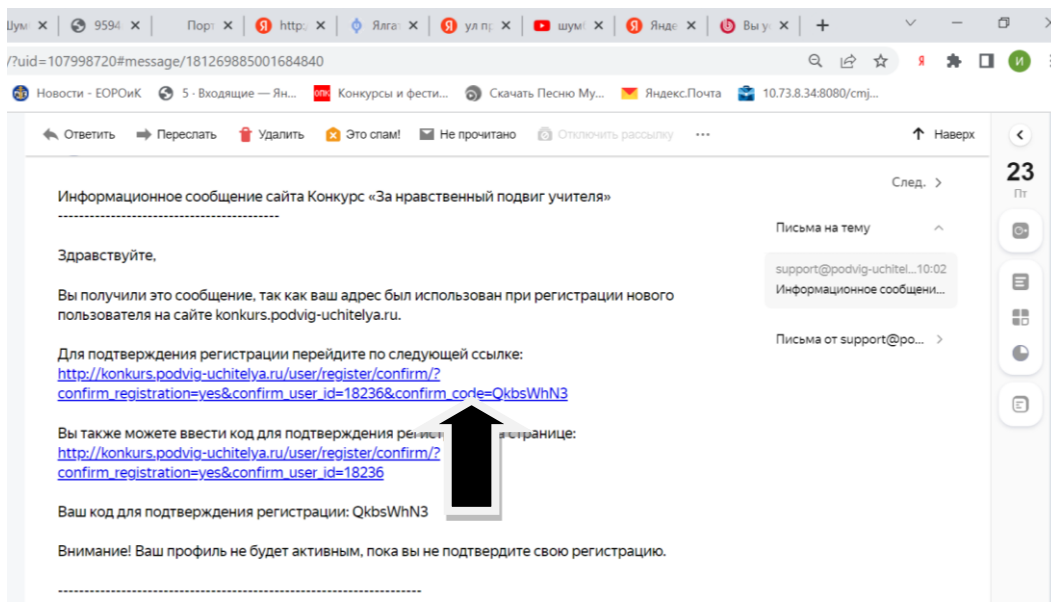 9594
http:
ул пр
Вы у
/?uid=107998720#message/181269885001684840
Я
И
Новости - ЕОРОиК
5 · Входящие — Ян...
Конкурсы и фести...
Скачать Песню Му...
Яндекс.Почта
10.73.8.34:8080/cmj...
Ответить
Переслать
Удалить
Это спам!
Не прочитано
Отключить рассылку
...
Наверх
23
Пт
След.
Информационное сообщение сайта Конкурс «За нравственный подвиг учителя»
------------------------------------------
Письма на тему
Здравствуйте,
support@podvig-uchitel...10:02
Информационное сообщени...
Вы получили это сообщение, так как ваш адрес был использован при регистрации нового
пользователя на сайте konkurs.podvig-uchitelya.ru.
Письма от support@po...
Для подтверждения регистрации перейдите по следующей ссылке:
http://konkurs.podvig-uchitelya.ru/user/register/confirm/?
confirm_registration=yes&confirm_user_id=18236&confirm_code=QkbsWhN3
Вы также можете ввести код для подтверждения странице:
http://konkurs.podvig-uchitelya.ru/user/register/confirm/?
confirm_registration=yes&confirm_user_id=18236
Ваш код для подтверждения регистрации: QkbsWhN3
Внимание! Ваш профиль не будет активным, пока вы не подтвердите свою регистрацию.
--------------------------------------------------------------------